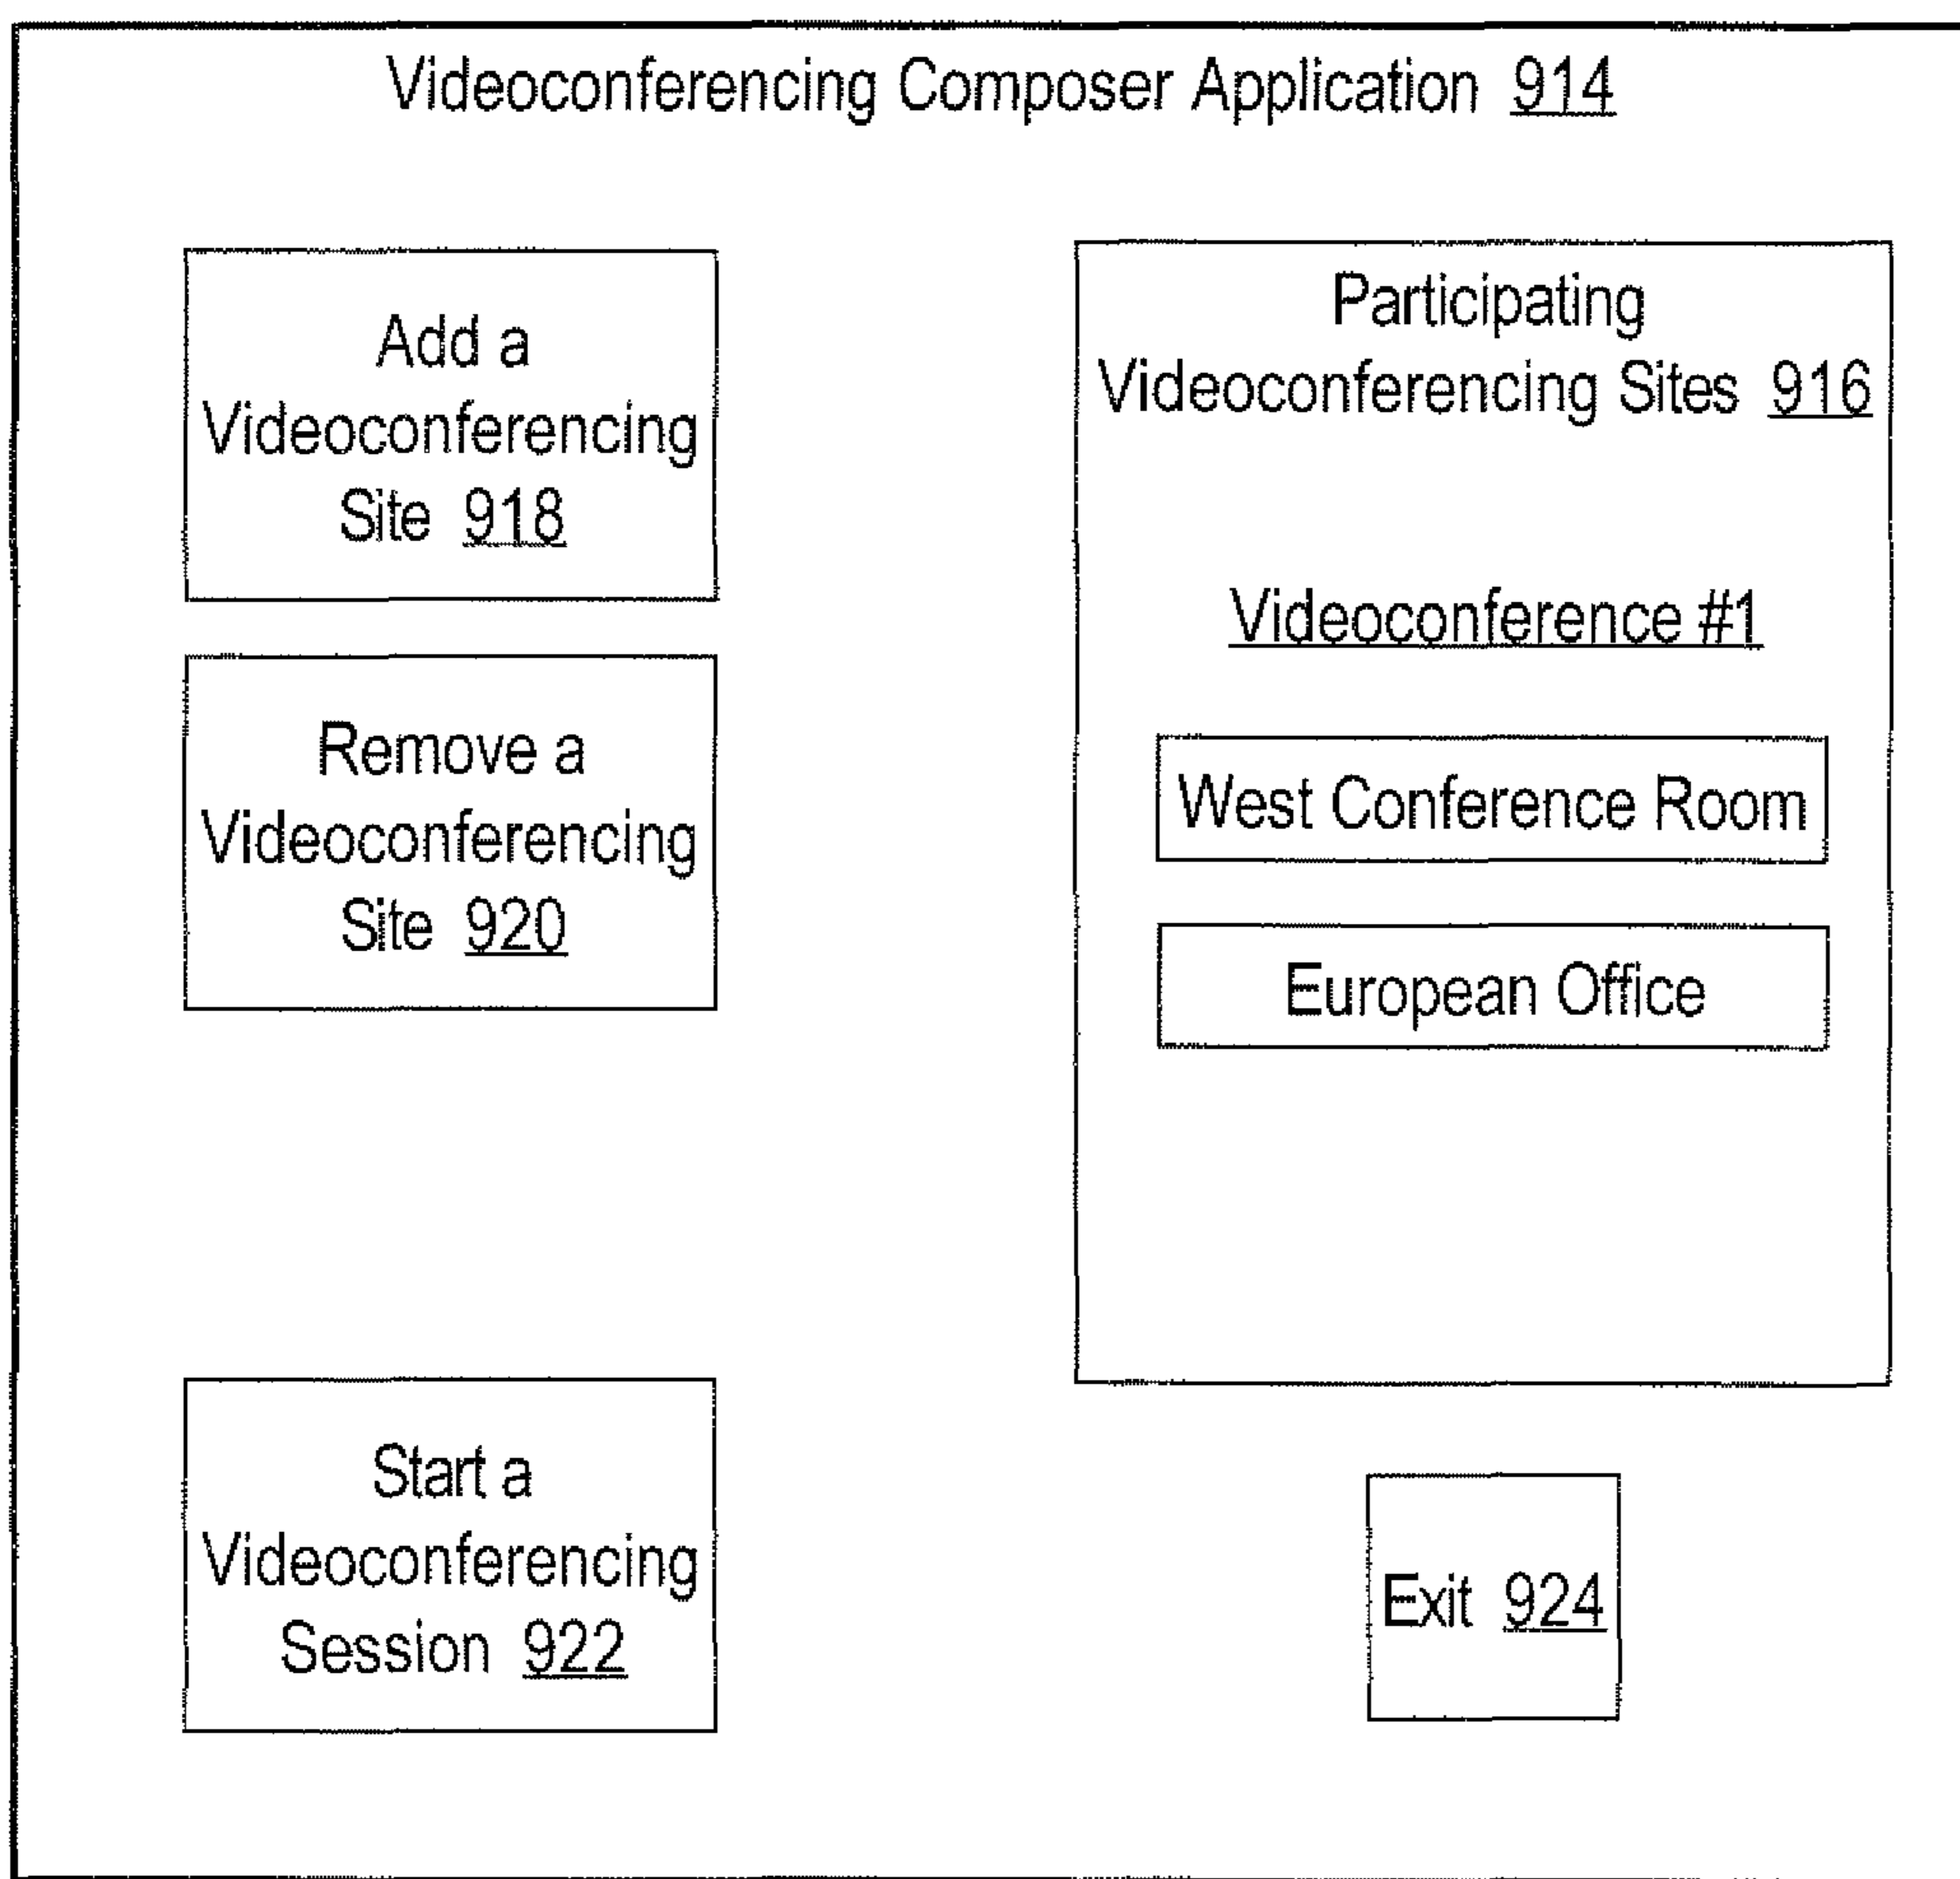 Videoconferencing Composer Application 914
Add a
Videoconferencing
Site 918
Remove a
Videoconferencing
Site 920
Start a
Videoconferencing
Session 922
Participating
Videoconferencing Sites 916
Videoconference #1
West Conference Room
European Office
Exit 924